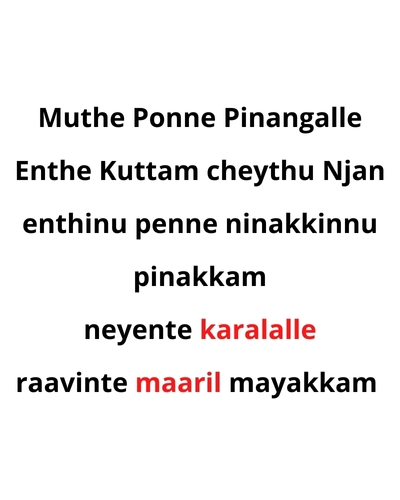 Muthe Ponne Pinangalle
Enthe Kuttam cheythu Njan
enthinu penne ninakkinnu
pinakkam
neyente karalalle
raavinte maaril mayakkam